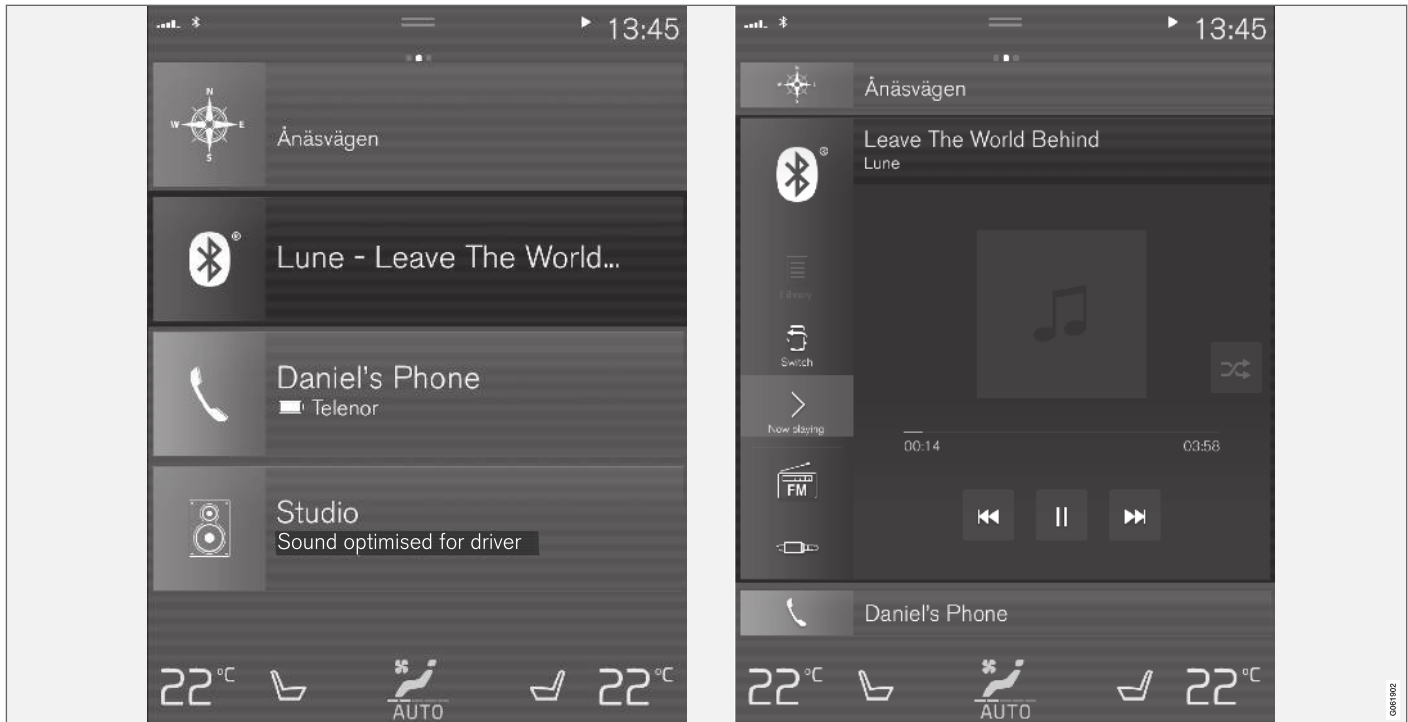 13:45
N
W
E
S
Ånäsvägen
®
Lune - Leave The World...
Daniel's Phone
Telenor
Studio
Sound optimised for driver
22°C
AUTO
22°C
13:45
Ånäsvägen
®
Leave The World Behind
Lune
Library
Switch
Now playing
00:14
03:58
FM
Daniel's Phone
22°C
AUTO
22°C
G061902